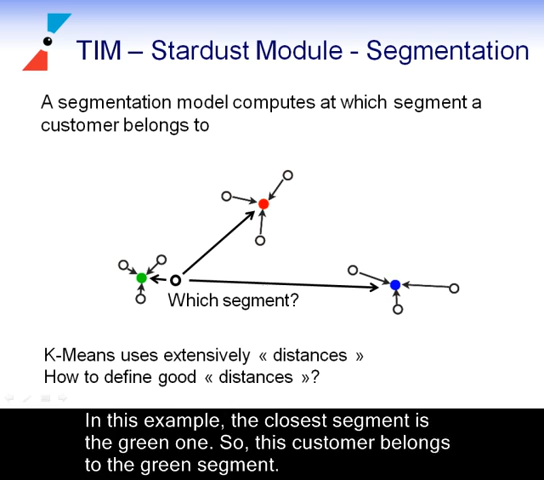 TIM – Stardust Module - Segmentation
A segmentation model computes at which segment a
customer belongs to
Which segment?
K-Means uses extensively « distances »
How to define good « distances »?
In this example, the closest segment is
the green one. So, this customer belongs
to the green segment.